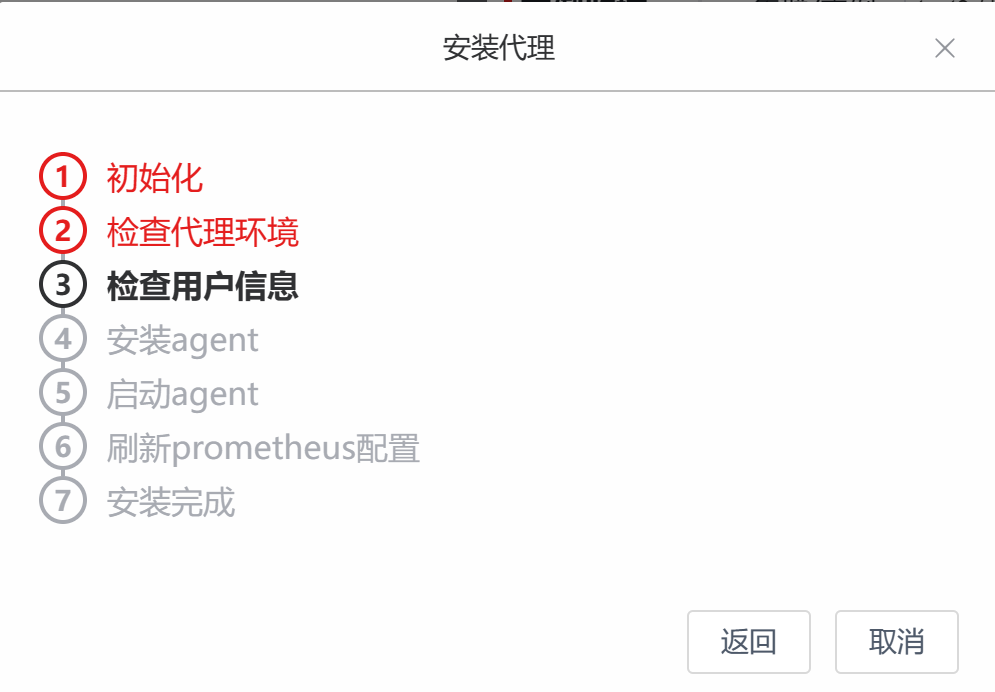 安装代理
1 初始化
2 检查代理环境
3 检查用户信息
4 安装agent
5 启动agent
6 刷新prometheus配置
7 安装完成
返回 取消